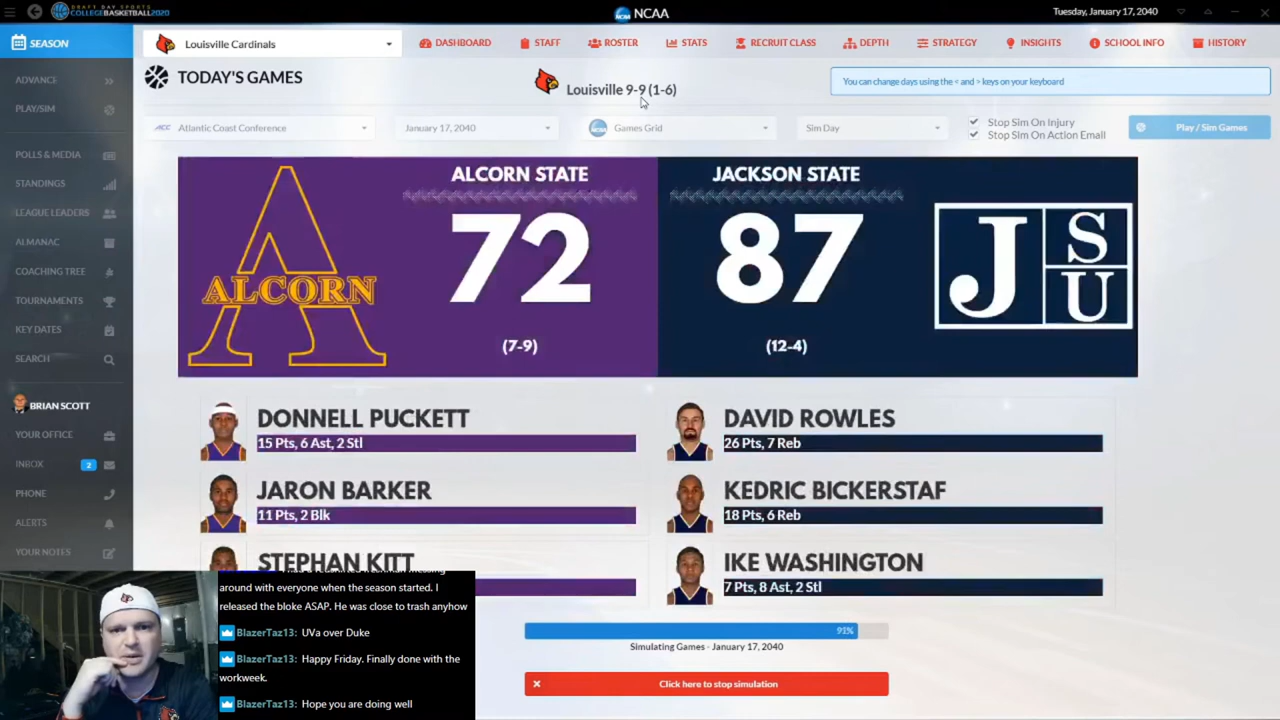 DRAFT DAY SPORTS
COLLEGEBASKETBALL2020
NCAA
Tuesday, January 17, 2040
SEASON
Louisville Cardinals
DASHBOARD
STAFF
ROSTER
STATS
RECRUIT CLASS
DEPTH
STRATEGY
INSIGHTS
SCHOOL INFO
HISTORY
ADVANCE
PLAY/SIM
POLLS & MEDIA
STANDINGS
LEAGUE LEADERS
ALMANAC
COACHING TREE
TOURNAMENTS
KEY DATES
SEARCH
BRIAN SCOTT
YOUR OFFICE
INBOX 2
PHONE
ALERTS
YOUR NOTES
TODAY'S GAMES
Louisville 9-9 (1-6)
You can change days using the < and > keys on your keyboard
ACC Atlantic Coast Conference
January 17, 2040
Games Grid
Sim Day
Stop Sim On Injury
Stop Sim On Action Email
Play / Sim Games
ALCORN
ALCORN STATE
72
(7-9)
JACKSON STATE
87
(12-4)
J S U
DONNELL PUCKETT
15 Pts, 6 Ast, 2 Stl
DAVID ROWLES
26 Pts, 7 Reb
JARON BARKER
11 Pts, 2 Blk
KEDRIC BICKERSTAF
18 Pts, 6 Reb
STEPHAN KITT
IKE WASHINGTON
7 Pts, 8 Ast, 2 Stl
around with everyone when the season started. I
released the bloke ASAP. He was close to trash anyhow
BlazerTaz13: UVa over Duke
BlazerTaz13: Happy Friday. Finally done with the
workweek.
BlazerTaz13: Hope you are doing well
91%
Simulating Games - January 17, 2040
Click here to stop simulation